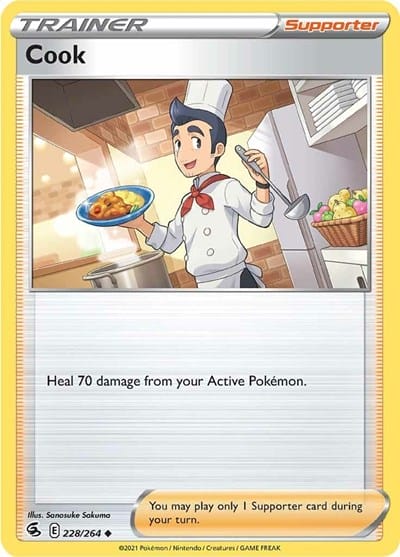 TRAINER Supporter
Cook
Heal 70 damage from your Active Pokémon.
Illus. Sanosuke Sakuma
E 228/264 ◆
You may play only 1 Supporter card during
your turn.
©2021 Pokémon / Nintendo / Creatures / GAME FREAK